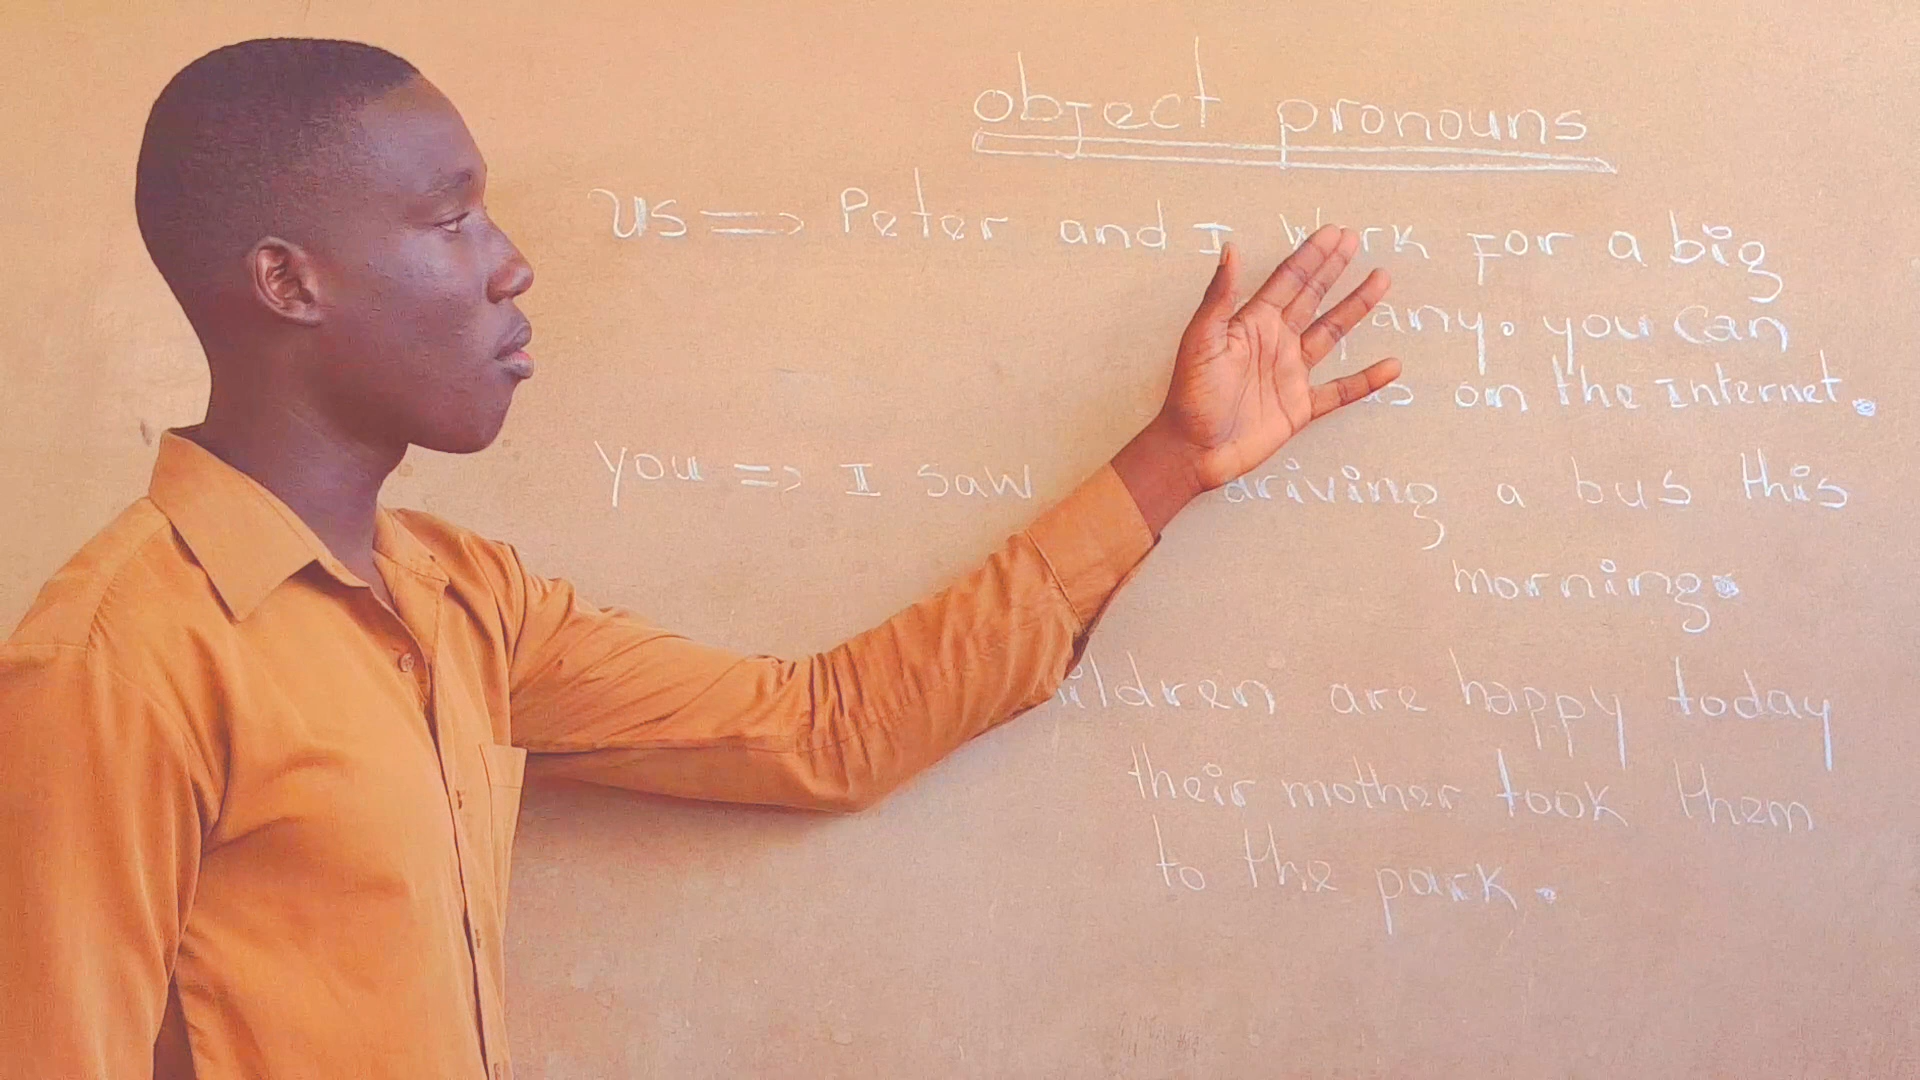 object pronouns
us => Peter and I work for a big
any. you can
us on the Internet.
you => I saw driving a bus this
morning.
ildren are happy today
their mother took them
to the park.